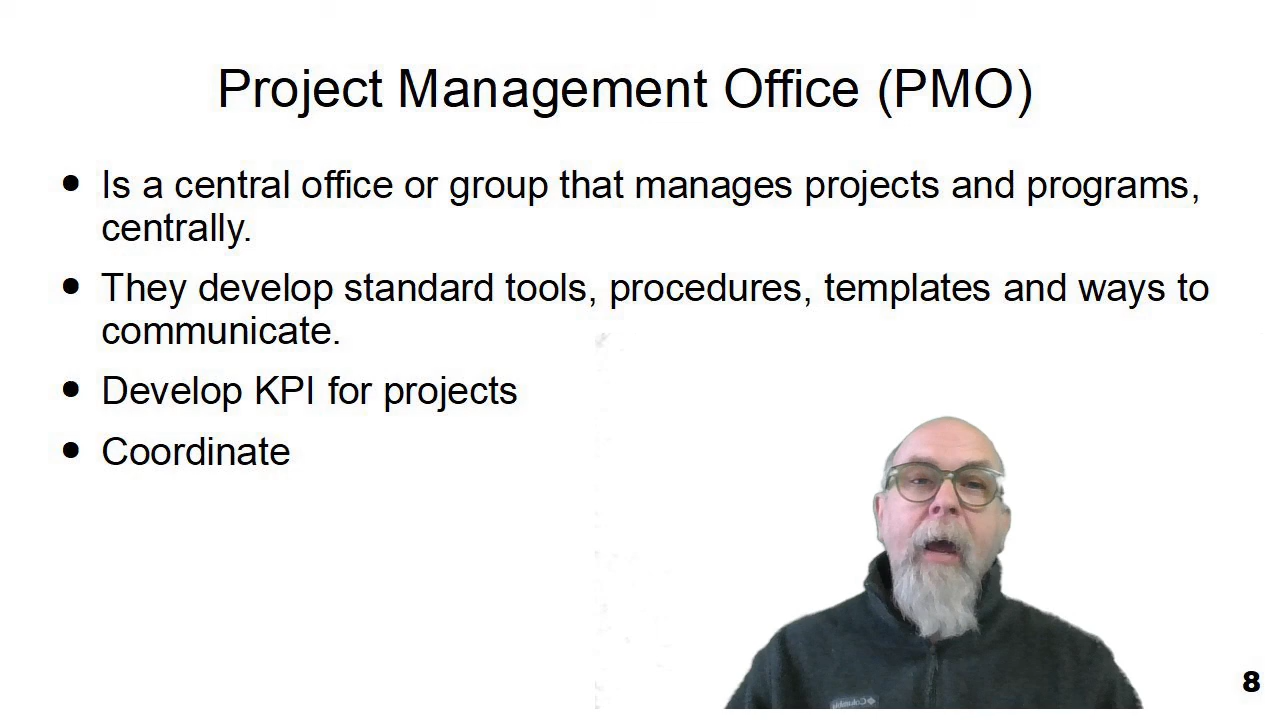 Project Management Office (PMO)
• Is a central office or group that manages projects and programs,
centrally.
• They develop standard tools, procedures, templates and ways to
communicate.
• Develop KPI for projects
• Coordinate
Columbia
8